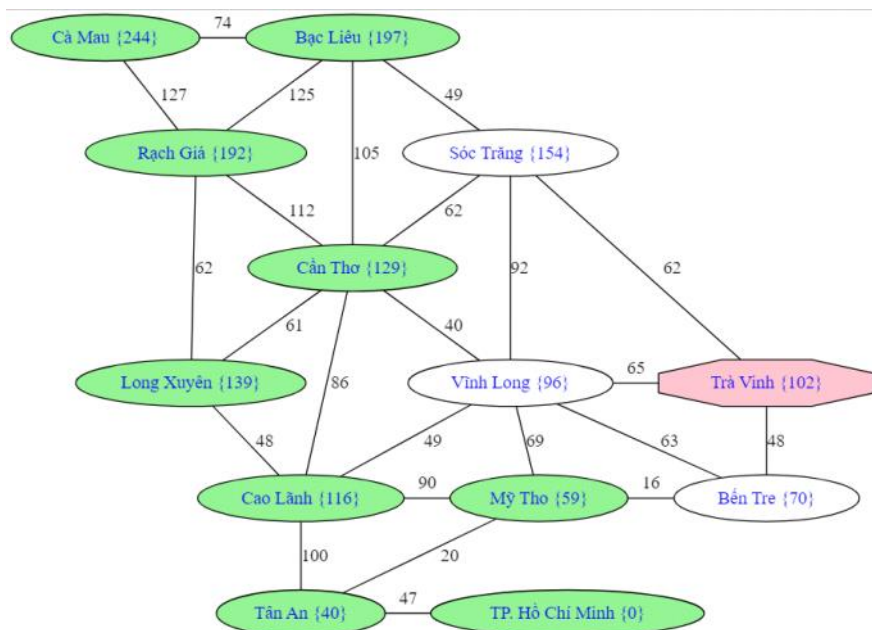 74
Cà Mau {244}
Bạc Liêu {197}
127
125
49
105
Rạch Giá {192}
Sóc Trăng {154}
112
62
Cần Thơ {129}
62
92
62
61
40
86
65
Long Xuyên {139}
Vĩnh Long {96}
Trà Vinh {102}
48
49
69
63
48
90
16
Cao Lãnh {116}
Mỹ Tho {59}
Bến Tre {70}
100
20
47
Tân An {40}
TP. Hồ Chí Minh {0}